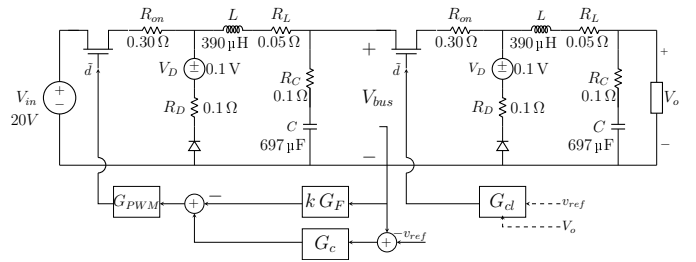 R_on L R_L R_on L R_L
0.30 Ω 390 µH 0.05 Ω 0.30 Ω 390 µH 0.05 Ω
+ +
d̄ V_D ± 0.1 V R_C d̄ V_D ± 0.1 V R_C
V_in + − 0.1 Ω V_bus 0.1 Ω V_o
20V R_D 0.1 Ω R_D 0.1 Ω
C C
697 µF 697 µF
− −
G_PWM + − k G_F G_cl v_ref
V_o
G_c + −v_ref